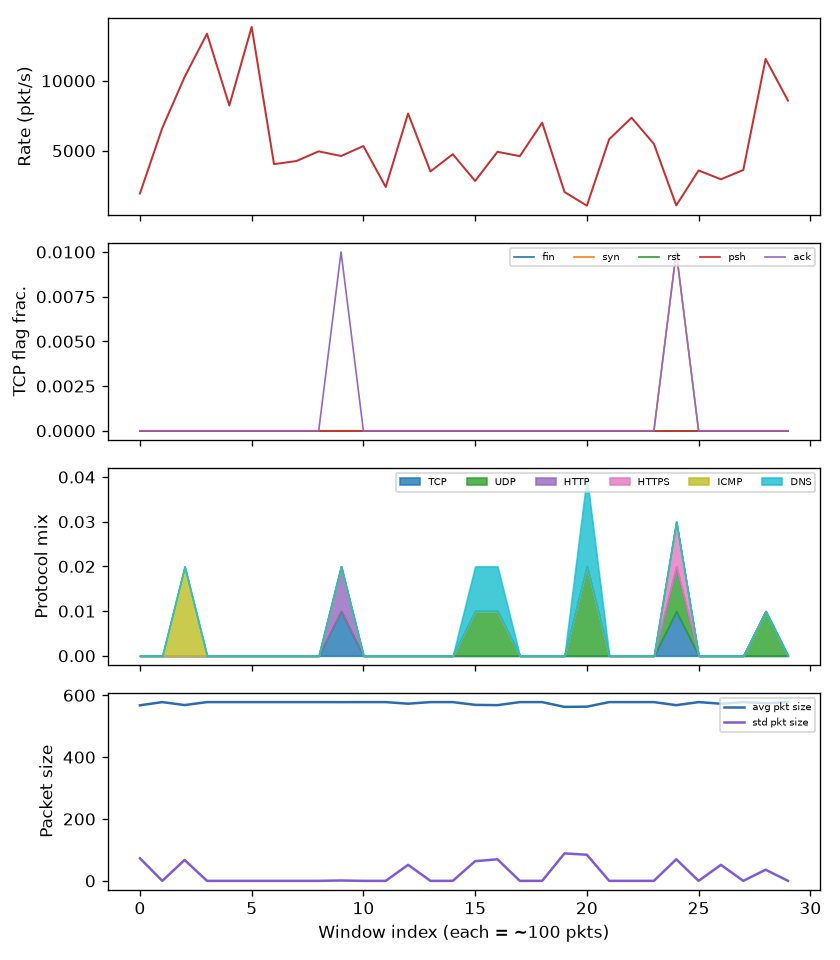 Rate (pkt/s)
10000
5000
TCP flag frac.
0.0100
0.0075
0.0050
0.0025
0.0000
fin syn rst psh ack
Protocol mix
0.04
0.03
0.02
0.01
0.00
TCP UDP HTTP HTTPS ICMP DNS
Packet size
600
400
200
0
avg pkt size
std pkt size
0 5 10 15 20 25 30
Window index (each = ~100 pkts)